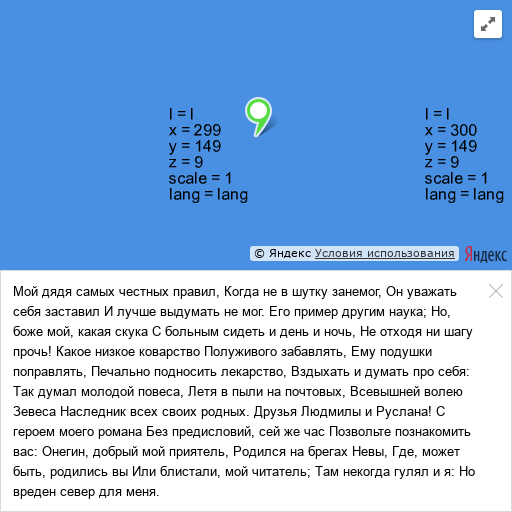 l = l
x = 299
y = 149
z = 9
scale = 1
lang = lang
l = l
x = 300
y = 149
z = 9
scale = 1
lang = lang
© Яндекс Условия использования
Яндекс
Мой дядя самых честных правил, Когда не в шутку занемог, Он уважать
себя заставил И лучше выдумать не мог. Его пример другим наука; Но,
боже мой, какая скука С больным сидеть и день и ночь, Не отходя ни шагу
прочь! Какое низкое коварство Полуживого забавлять, Ему подушки
поправлять, Печально подносить лекарство, Вздыхать и думать про себя:
Так думал молодой повеса, Летя в пыли на почтовых, Всевышней волею
Зевеса Наследник всех своих родных. Друзья Людмилы и Руслана! С
героем моего романа Без предисловий, сей же час Позвольте познакомить
вас: Онегин, добрый мой приятель, Родился на брегах Невы, Где, может
быть, родились вы Или блистали, мой читатель; Там некогда гулял и я: Но
вреден север для меня.